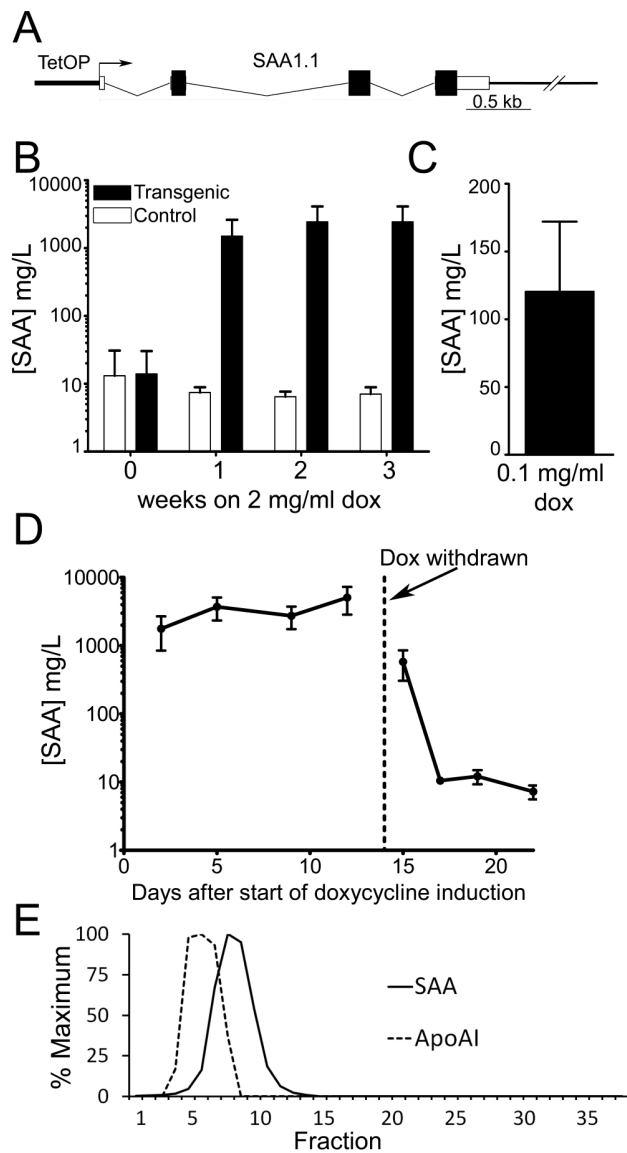 A
TetOP
SAA1.1
0.5 kb
B
10000
1000
100
10
1
[SAA] mg/L
Transgenic
Control
0 1 2 3
weeks on 2 mg/ml dox
C
200
150
100
50
0
[SAA] mg/L
0.1 mg/ml
dox
D
Dox withdrawn
10000
1000
100
10
1
[SAA] mg/L
0 5 10 15 20
Days after start of doxycycline induction
E
100
75
50
25
0
% Maximum
SAA
ApoAI
1 5 10 15 20 25 30 35
Fraction